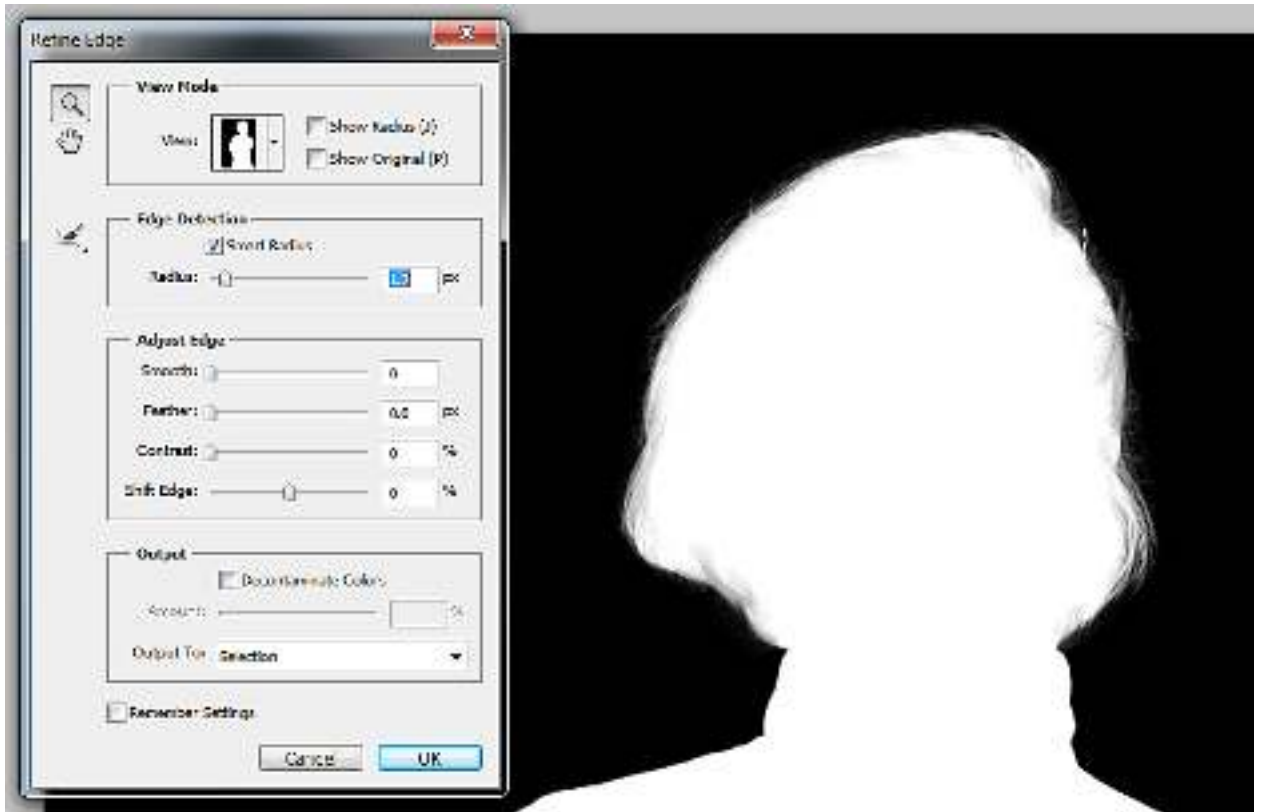 Refine Edge
View Mode
View:
Show Radius (J)
Show Original (P)
Edge Detection
Smart Radius
Radius:
px
Adjust Edge
Smooth: 0
Feather: 0.0 px
Contrast: 0 %
Shift Edge: 0 %
Output
Decontaminate Colors
Amount: %
Output To: Selection
Remember Settings
Cancel OK